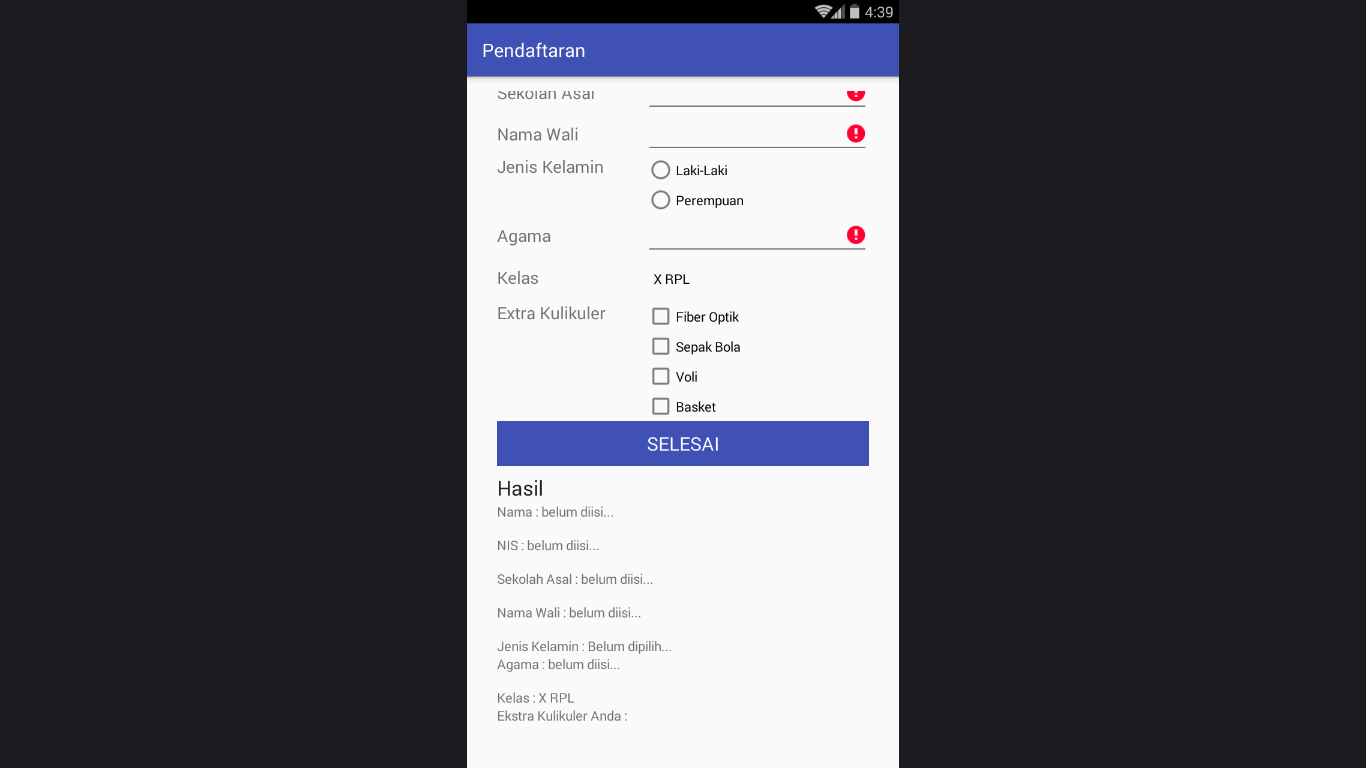 4:39
Pendaftaran
Sekolah Asal
Nama Wali
Jenis Kelamin
Laki-Laki
Perempuan
Agama
Kelas
X RPL
Extra Kulikuler
Fiber Optik
Sepak Bola
Voli
Basket
SELESAI
Hasil
Nama : belum diisi...
NIS : belum diisi...
Sekolah Asal : belum diisi...
Nama Wali : belum diisi...
Jenis Kelamin : Belum dipilih...
Agama : belum diisi...
Kelas : X RPL
Ekstra Kulikuler Anda :